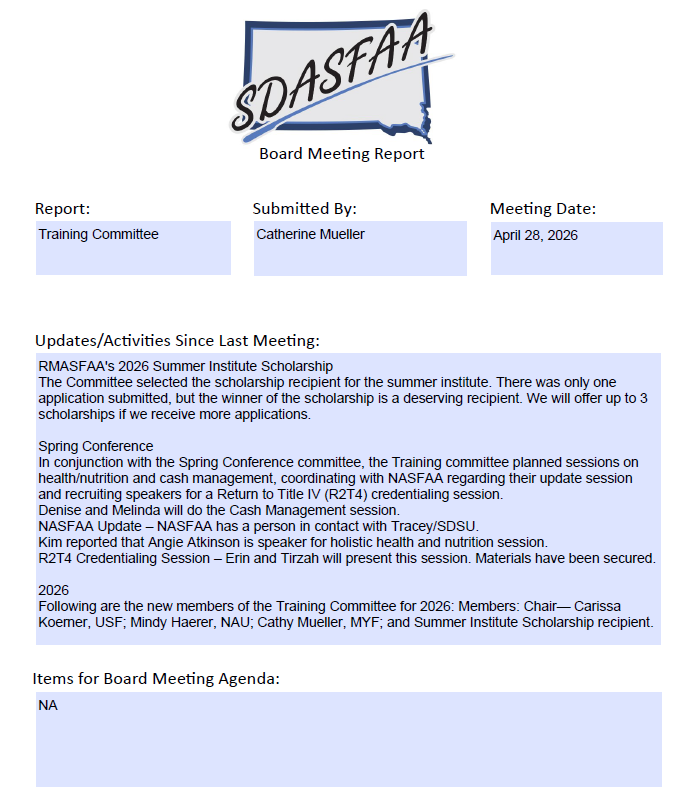 SDASFAA
Board Meeting Report
Report:
Submitted By:
Meeting Date:
Training Committee
Catherine Mueller
April 28, 2026
Updates/Activities Since Last Meeting:
RMASFAA's 2026 Summer Institute Scholarship
The Committee selected the scholarship recipient for the summer institute. There was only one
application submitted, but the winner of the scholarship is a deserving recipient. We will offer up to 3
scholarships if we receive more applications.
Spring Conference
In conjunction with the Spring Conference committee, the Training committee planned sessions on
health/nutrition and cash management, coordinating with NASFAA regarding their update session
and recruiting speakers for a Return to Title IV (R2T4) credentialing session.
Denise and Melinda will do the Cash Management session.
NASFAA Update – NASFAA has a person in contact with Tracey/SDSU.
Kim reported that Angie Atkinson is speaker for holistic health and nutrition session.
R2T4 Credentialing Session – Erin and Tirzah will present this session. Materials have been secured.
2026
Following are the new members of the Training Committee for 2026: Members: Chair— Carissa
Koerner, USF; Mindy Haerer, NAU; Cathy Mueller, MYF; and Summer Institute Scholarship recipient.
Items for Board Meeting Agenda:
NA